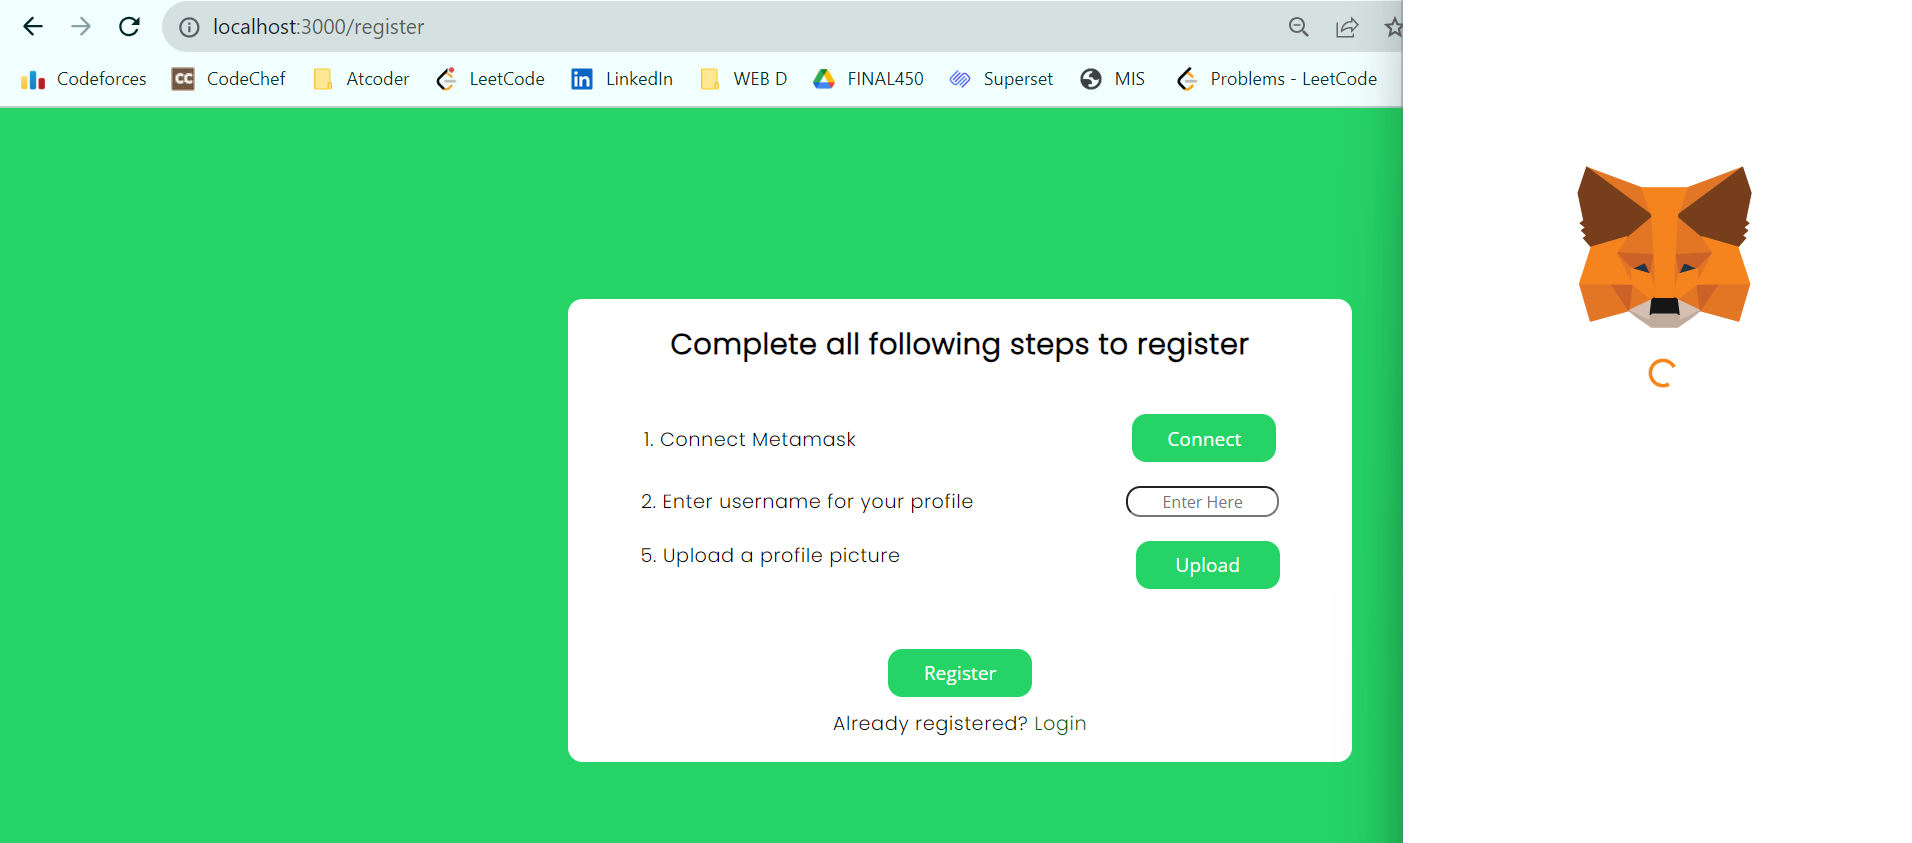 localhost:3000/register
Codeforces CC CodeChef Atcoder LeetCode in LinkedIn WEB D FINAL450 Superset MIS Problems - LeetCode
Complete all following steps to register
1. Connect Metamask Connect
2. Enter username for your profile Enter Here
5. Upload a profile picture Upload
Register
Already registered? Login